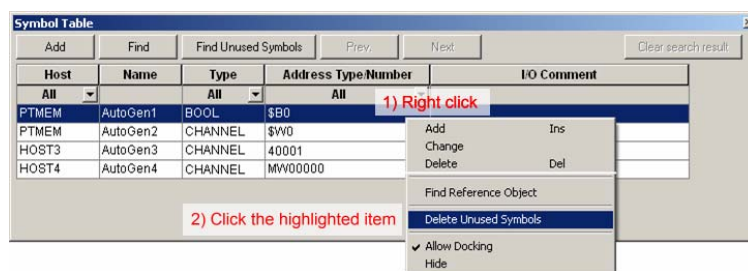 Symbol Table
Add Find Find Unused Symbols Prev. Next Clear search result
Host Name Type Address Type/Number I/O Comment
All All All
1) Right click
PTMEM AutoGen1 BOOL $B0
PTMEM AutoGen2 CHANNEL $W0
HOST3 AutoGen3 CHANNEL 40001
HOST4 AutoGen4 CHANNEL MW00000
Add Ins
Change
Delete Del
Find Reference Object
2) Click the highlighted item
Delete Unused Symbols
Allow Docking
Hide